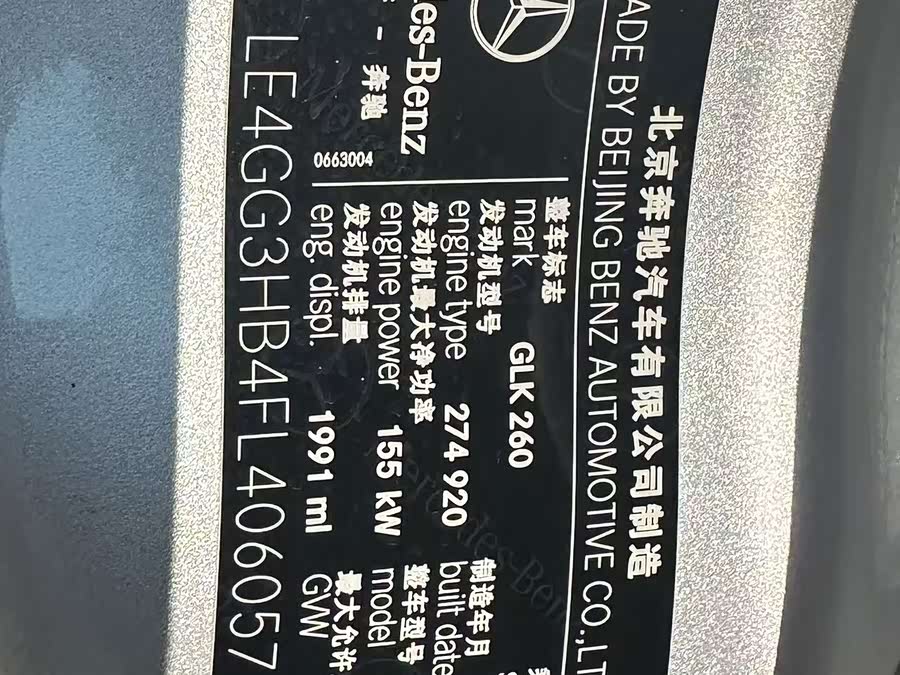 北京奔驰汽车有限公司制造
ADE BY BEIJING BENZ AUTOMOTIVE CO.,LT
整车标志
mark GLK 260
发动机型号
engine type 274 920
发动机最大净功率
engine power 155 kW
发动机排量
eng. displ. 1991 ml
制造年月
built date
整车型号
model
最大允许
GVW
es-Benz
- 奔驰
0663004
LE4GG3HB4FL406057